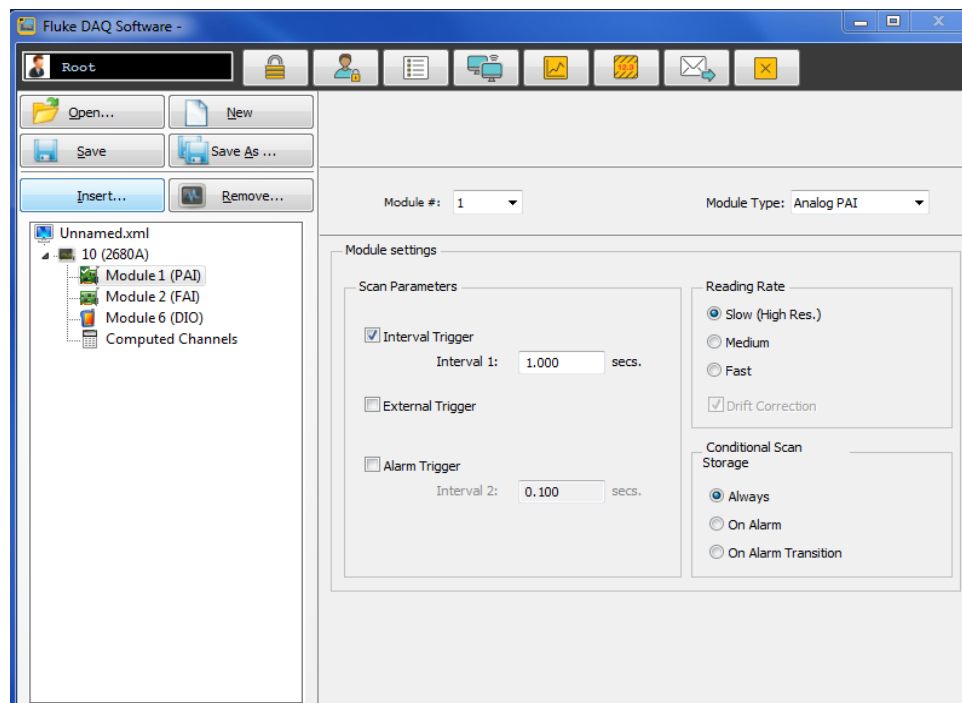 Fluke DAQ Software -
Root
12.3
Open...
New
Save
Save As ...
Insert...
Remove...
Module #: 1
Module Type: Analog PAI
Unnamed.xml
10 (2680A)
Module 1 (PAI)
Module 2 (FAI)
Module 6 (DIO)
Computed Channels
Module settings
Scan Parameters
Interval Trigger
Interval 1: 1.000 secs.
External Trigger
Alarm Trigger
Interval 2: 0.100 secs.
Reading Rate
Slow (High Res.)
Medium
Fast
Drift Correction
Conditional Scan
Storage
Always
On Alarm
On Alarm Transition